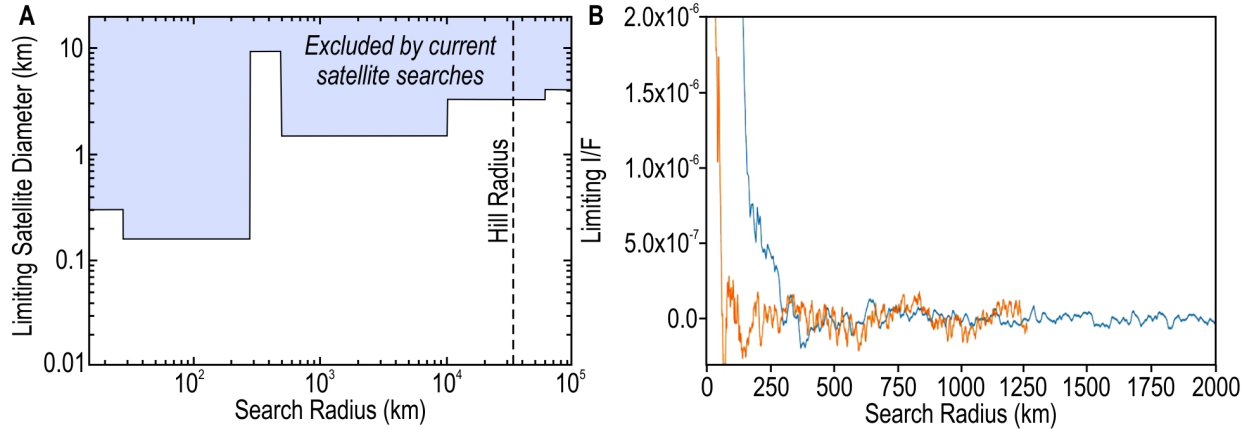 A
Excluded by current
satellite searches
Hill Radius
Limiting Satellite Diameter (km)
10
1
0.1
0.01
10²
10³
10⁴
10⁵
Search Radius (km)
B
Limiting I/F
2.0x10⁻⁶
1.5x10⁻⁶
1.0x10⁻⁶
5.0x10⁻⁷
0.0
0
250
500
750
1000
1250
1500
1750
2000
Search Radius (km)